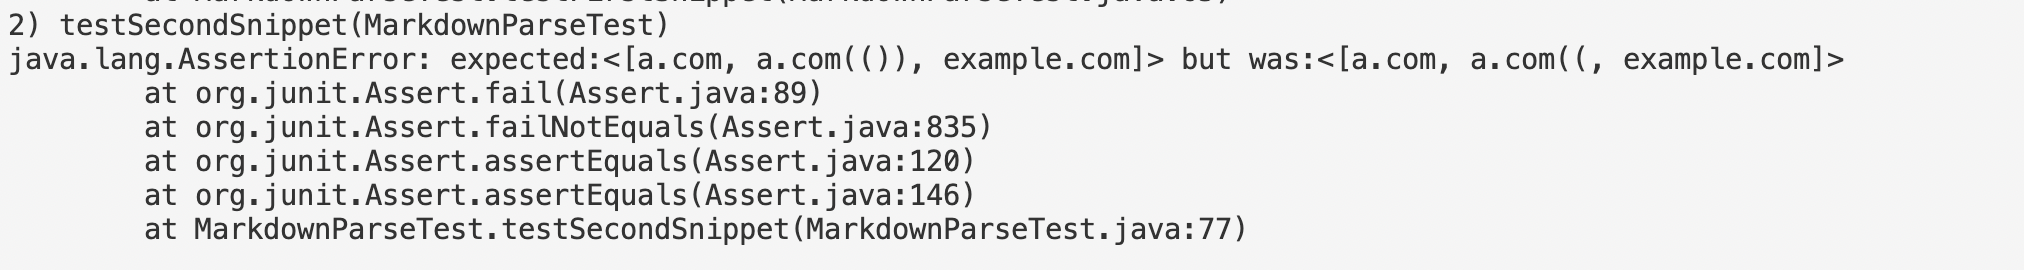 2) testSecondSnippet(MarkdownParseTest)
java.lang.AssertionError: expected:<[a.com, a.com(()), example.com]> but was:<[a.com, a.com((, example.com]>
at org.junit.Assert.fail(Assert.java:89)
at org.junit.Assert.failNotEquals(Assert.java:835)
at org.junit.Assert.assertEquals(Assert.java:120)
at org.junit.Assert.assertEquals(Assert.java:146)
at MarkdownParseTest.testSecondSnippet(MarkdownParseTest.java:77)